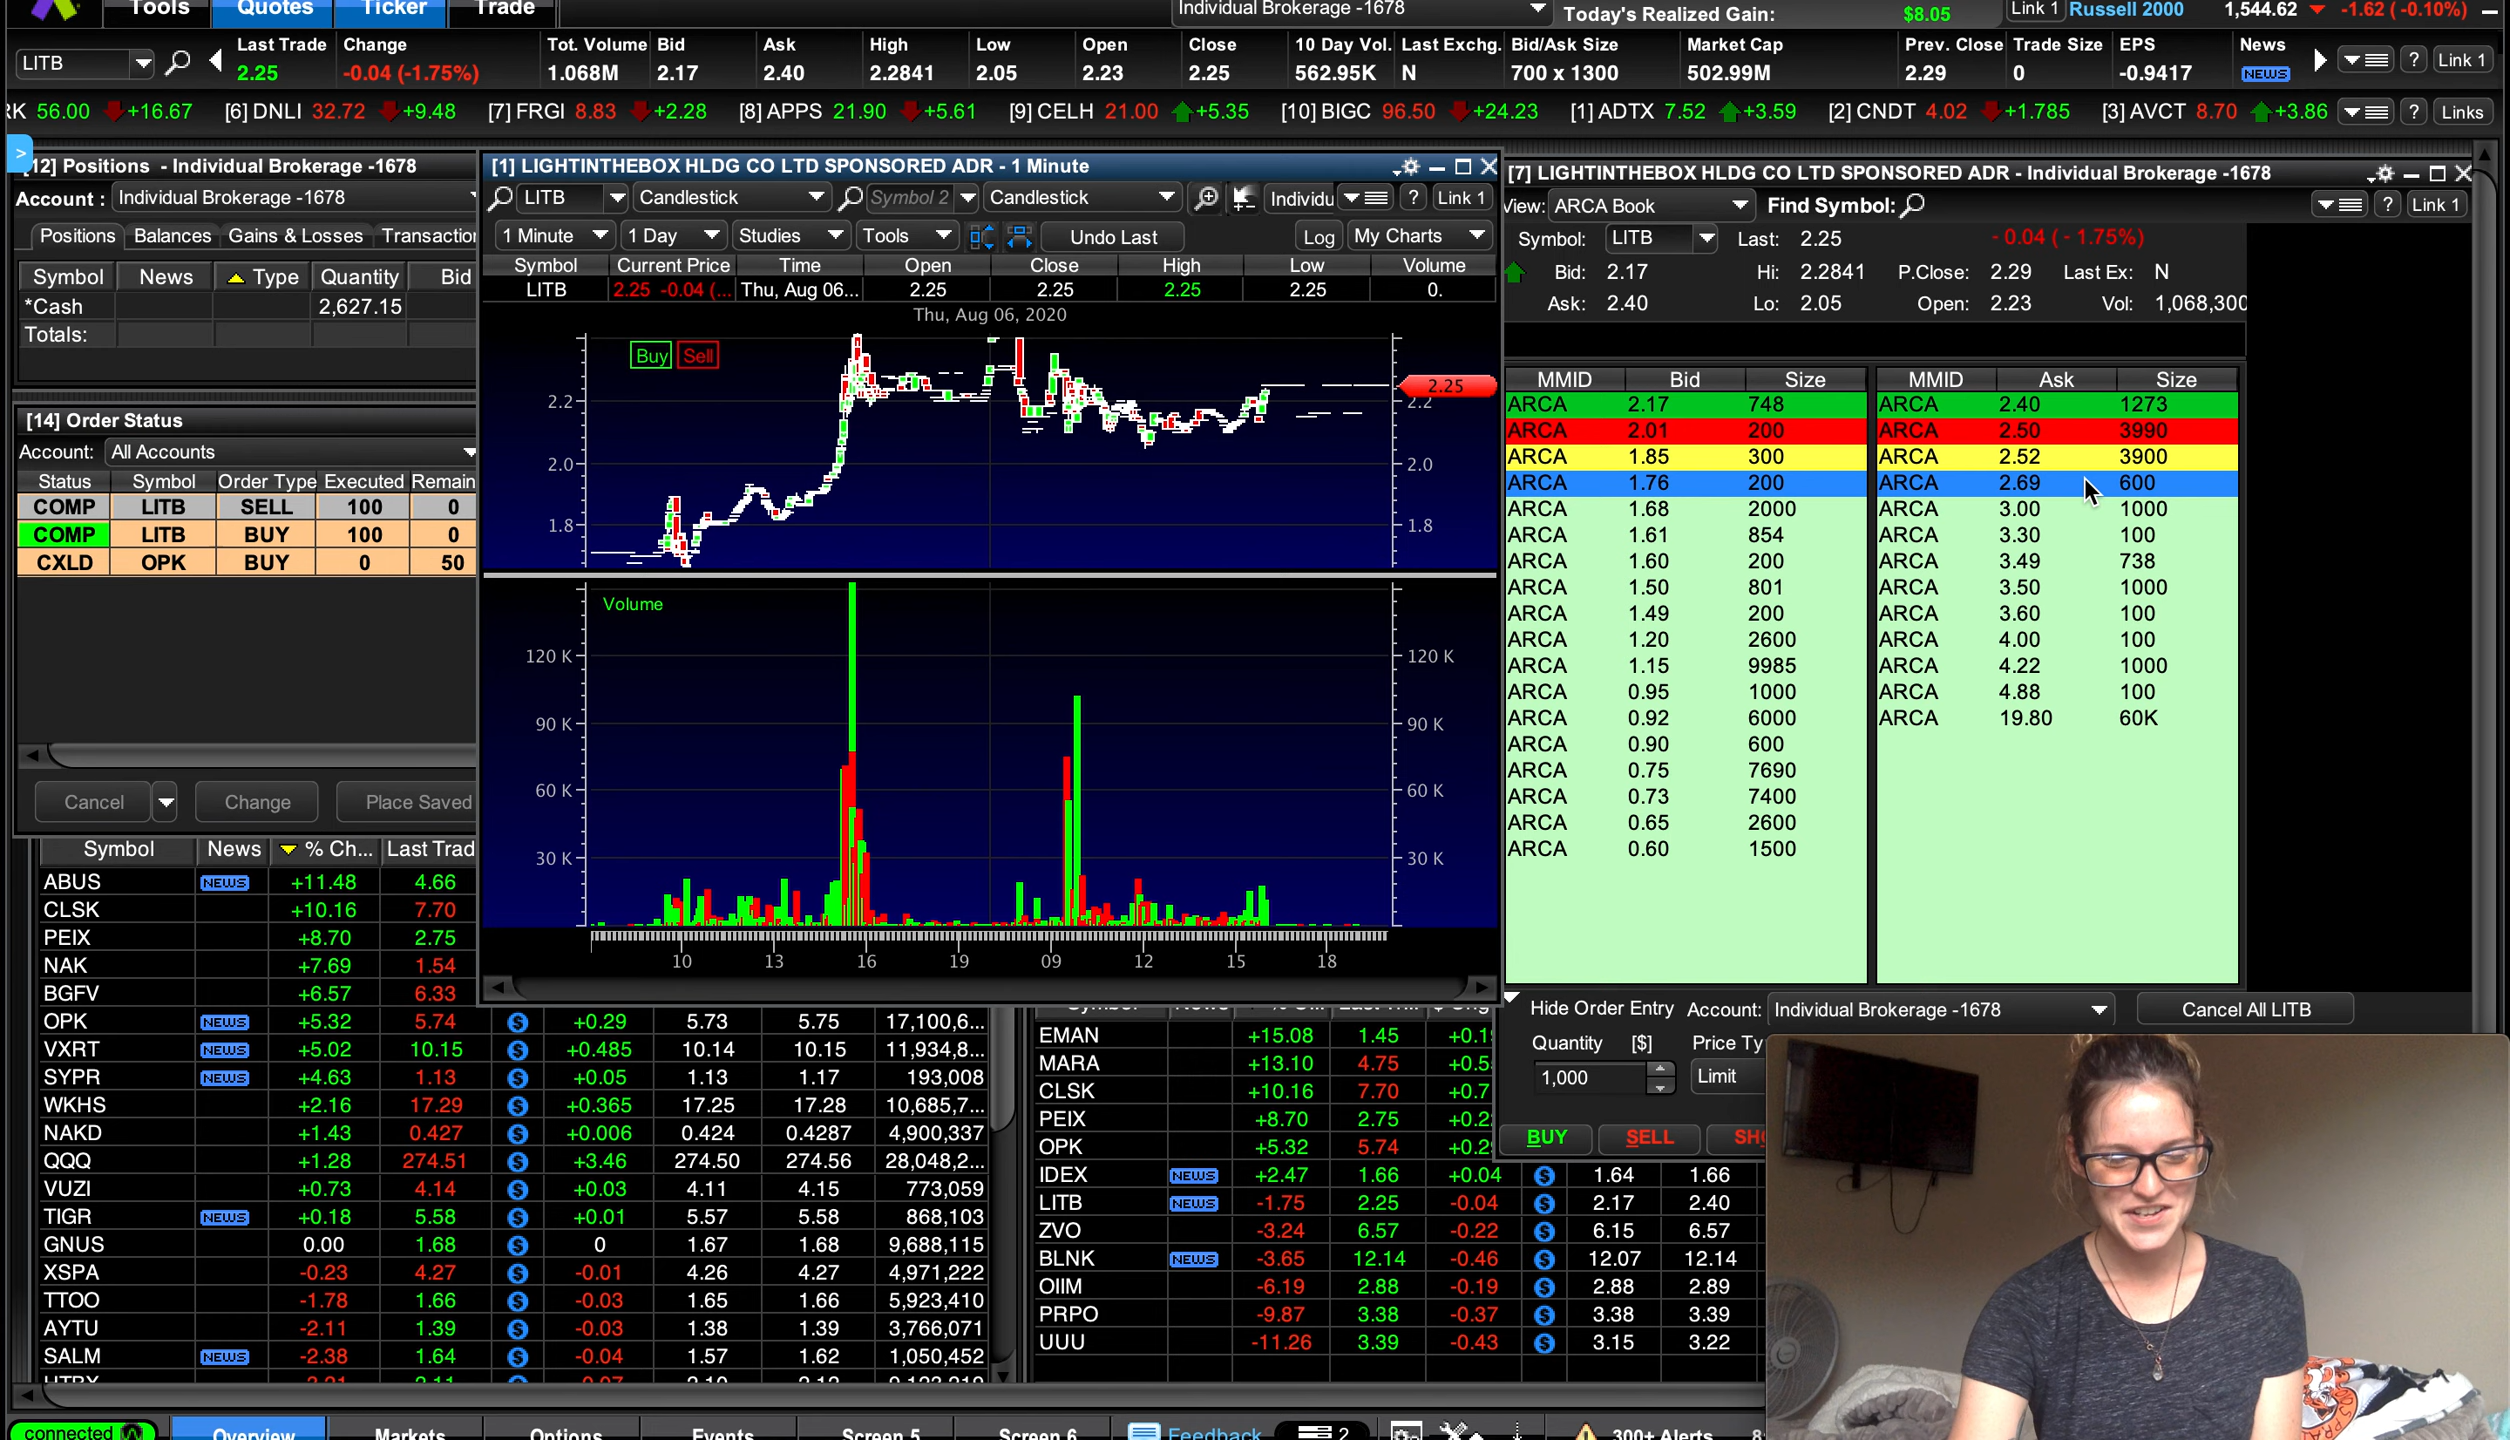 Tools Quotes Ticker Trade Individual Brokerage -1678 Today's Realized Gain: $8.05 Link 1 Russell 2000 1,544.62 -1.62 ( -0.10%)
LITB Last Trade Change Tot. Volume Bid Ask High Low Open Close 10 Day Vol. Last Exchg. Bid/Ask Size Market Cap Prev. Close Trade Size EPS News
2.25 -0.04 (-1.75%) 1.068M 2.17 2.40 2.2841 2.05 2.23 2.25 562.95K N 700 x 1300 502.99M 2.29 0 -0.9417 NEWS ? Link 1
RK 56.00 +16.67 [6] DNLI 32.72 +9.48 [7] FRGI 8.83 +2.28 [8] APPS 21.90 +5.61 [9] CELH 21.00 +5.35 [10] BIGC 96.50 +24.23 [1] ADTX 7.52 +3.59 [2] CNDT 4.02 +1.785 [3] AVCT 8.70 +3.86 ? Links
[12] Positions - Individual Brokerage -1678
Account : Individual Brokerage -1678
Positions Balances Gains & Losses Transaction
Symbol News Type Quantity Bid
*Cash 2,627.15
Totals:
[14] Order Status
Account: All Accounts
Status Symbol Order Type Executed Remain
COMP LITB SELL 100 0
COMP LITB BUY 100 0
CXLD OPK BUY 0 50
Cancel Change Place Saved
[1] LIGHTINTHEBOX HLDG CO LTD SPONSORED ADR - 1 Minute
LITB Candlestick Symbol 2 Candlestick Individu ? Link 1
1 Minute 1 Day Studies Tools Undo Last Log My Charts
Symbol Current Price Time Open Close High Low Volume
LITB 2.25 -0.04 (... Thu, Aug 06... 2.25 2.25 2.25 2.25 0.
Thu, Aug 06, 2020
Buy Sell
2.25
2.2 2.2
2.0 2.0
1.8 1.8
Volume
120 K 120 K
90 K 90 K
60 K 60 K
30 K 30 K
10 13 16 19 09 12 15 18
[7] LIGHTINTHEBOX HLDG CO LTD SPONSORED ADR - Individual Brokerage -1678
View: ARCA Book Find Symbol: ? Link 1
Symbol: LITB Last: 2.25 - 0.04 ( - 1.75%)
Bid: 2.17 Hi: 2.2841 P.Close: 2.29 Last Ex: N
Ask: 2.40 Lo: 2.05 Open: 2.23 Vol: 1,068,300
MMID Bid Size MMID Ask Size
ARCA 2.17 748 ARCA 2.40 1273
ARCA 2.01 200 ARCA 2.50 3990
ARCA 1.85 300 ARCA 2.52 3900
ARCA 1.76 200 ARCA 2.69 600
ARCA 1.68 2000 ARCA 3.00 1000
ARCA 1.61 854 ARCA 3.30 100
ARCA 1.60 200 ARCA 3.49 738
ARCA 1.50 801 ARCA 3.50 1000
ARCA 1.49 200 ARCA 3.60 100
ARCA 1.20 2600 ARCA 4.00 100
ARCA 1.15 9985 ARCA 4.22 1000
ARCA 0.95 1000 ARCA 4.88 100
ARCA 0.92 6000 ARCA 19.80 60K
ARCA 0.90 600
ARCA 0.75 7690
ARCA 0.73 7400
ARCA 0.65 2600
ARCA 0.60 1500
Hide Order Entry Account: Individual Brokerage -1678 Cancel All LITB
Quantity [$] Price Ty
1,000 Limit
BUY SELL SHO
Symbol News % Ch... Last Trad
ABUS NEWS +11.48 4.66
CLSK +10.16 7.70
PEIX +8.70 2.75
NAK +7.69 1.54
BGFV +6.57 6.33
OPK NEWS +5.32 5.74 +0.29 5.73 5.75 17,100,6...
VXRT NEWS +5.02 10.15 +0.485 10.14 10.15 11,934,8...
SYPR NEWS +4.63 1.13 +0.05 1.13 1.17 193,008
WKHS +2.16 17.29 +0.365 17.25 17.28 10,685,7...
NAKD +1.43 0.427 +0.006 0.424 0.4287 4,900,337
QQQ +1.28 274.51 +3.46 274.50 274.56 28,048,2...
VUZI +0.73 4.14 +0.03 4.11 4.15 773,059
TIGR NEWS +0.18 5.58 +0.01 5.57 5.58 868,103
GNUS 0.00 1.68 0 1.67 1.68 9,688,115
XSPA -0.23 4.27 -0.01 4.26 4.27 4,971,222
TTOO -1.78 1.66 -0.03 1.65 1.66 5,923,410
AYTU -2.11 1.39 -0.03 1.38 1.39 3,766,071
SALM NEWS -2.38 1.64 -0.04 1.57 1.62 1,050,452
EMAN +15.08 1.45 +0.1
MARA +13.10 4.75 +0.5
CLSK +10.16 7.70 +0.7
PEIX +8.70 2.75 +0.2
OPK +5.32 5.74 +0.2
IDEX NEWS +2.47 1.66 +0.04 1.64 1.66
LITB NEWS -1.75 2.25 -0.04 2.17 2.40
ZVO -3.24 6.57 -0.22 6.15 6.57
BLNK NEWS -3.65 12.14 -0.46 12.07 12.14
OIIM -6.19 2.88 -0.19 2.88 2.89
PRPO -9.87 3.38 -0.37 3.38 3.39
UUU -11.26 3.39 -0.43 3.15 3.22
connected Overview Markets Options Events Screen 5 Screen 6 Feedback 2 300+ Alerts